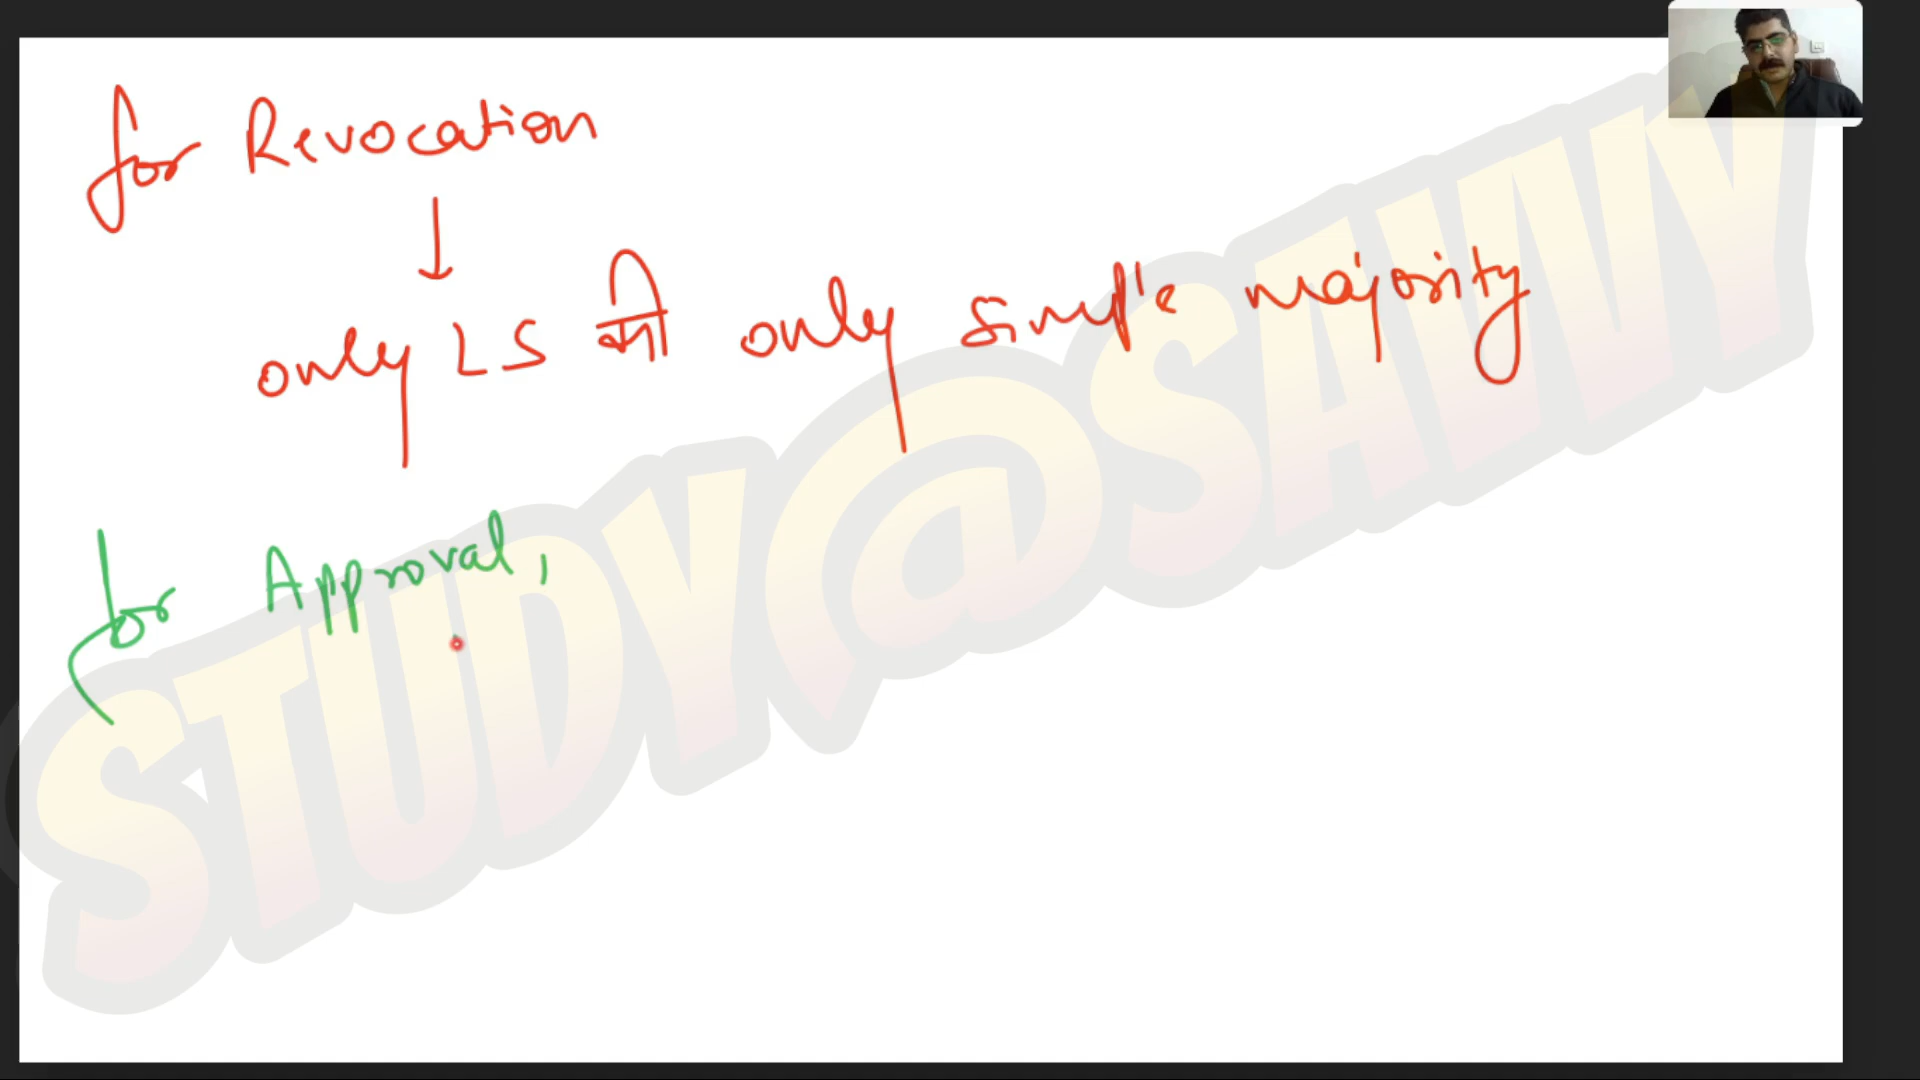 for Revocation
↓
only LS की only simple majority
for Approval,
STUDY@SAVVY